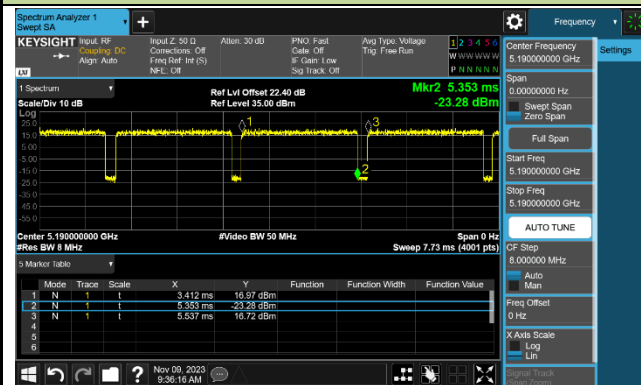 Spectrum Analyzer 1
Swept SA
Frequency
KEYSIGHT
Input: RF
Coupling: DC
Align: Auto
Input Z: 50 Ω
Corrections: Off
Freq Ref: Int (S)
NFE: Off
Atten: 30 dB
PNO: Fast
Gate: Off
IF Gain: Low
Sig Track: Off
Avg Type: Voltage
Trig: Free Run
1 2 3 4 5 6
W W W W W W
P N N N N N
LXI
Center Frequency
5.190000000 GHz
Settings
Span
0.00000000 Hz
Swept Span
Zero Span
Full Span
Start Freq
5.190000000 GHz
Stop Freq
5.190000000 GHz
AUTO TUNE
CF Step
8.000000 MHz
Auto
Man
Freq Offset
0 Hz
X Axis Scale
Log
Lin
Signal Track
(Span Zoom)
1 Spectrum
Scale/Div 10 dB
Ref Lvl Offset 22.40 dB
Ref Level 35.00 dBm
Mkr2 5.353 ms
-23.28 dBm
Log
25.0
15.0
5.00
-5.00
-15.0
-25.0
-35.0
-45.0
-55.0
1
3
2
Center 5.190000000 GHz
#Res BW 8 MHz
#Video BW 50 MHz
Span 0 Hz
Sweep 7.73 ms (4001 pts)
5 Marker Table
Mode Trace Scale X Y Function Function Width Function Value
1 N 1 t 3.412 ms 16.97 dBm
2 N 1 t 5.353 ms -23.28 dBm
3 N 1 t 5.537 ms 16.72 dBm
4
5
6
Nov 09, 2023
9:36:16 AM